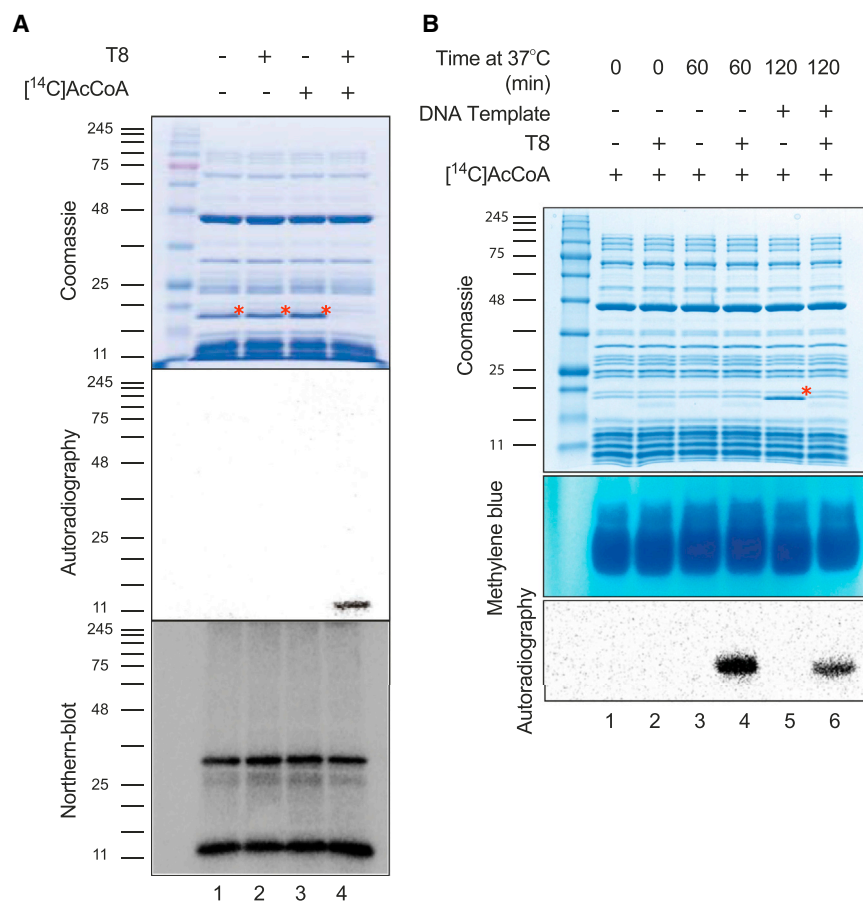 A
T8 - + - +
[14C]AcCoA - - + +
Coomassie
245
75
48
25
11
* * *
Autoradiography
245
75
48
25
11
Northern-blot
245
75
48
25
11
1 2 3 4
B
Time at 37°C (min) 0 0 60 60 120 120
DNA Template - - - - + +
T8 - + - + - +
[14C]AcCoA + + + + + +
Coomassie
245
75
48
25
11
*
Methylene blue
Autoradiography
1 2 3 4 5 6